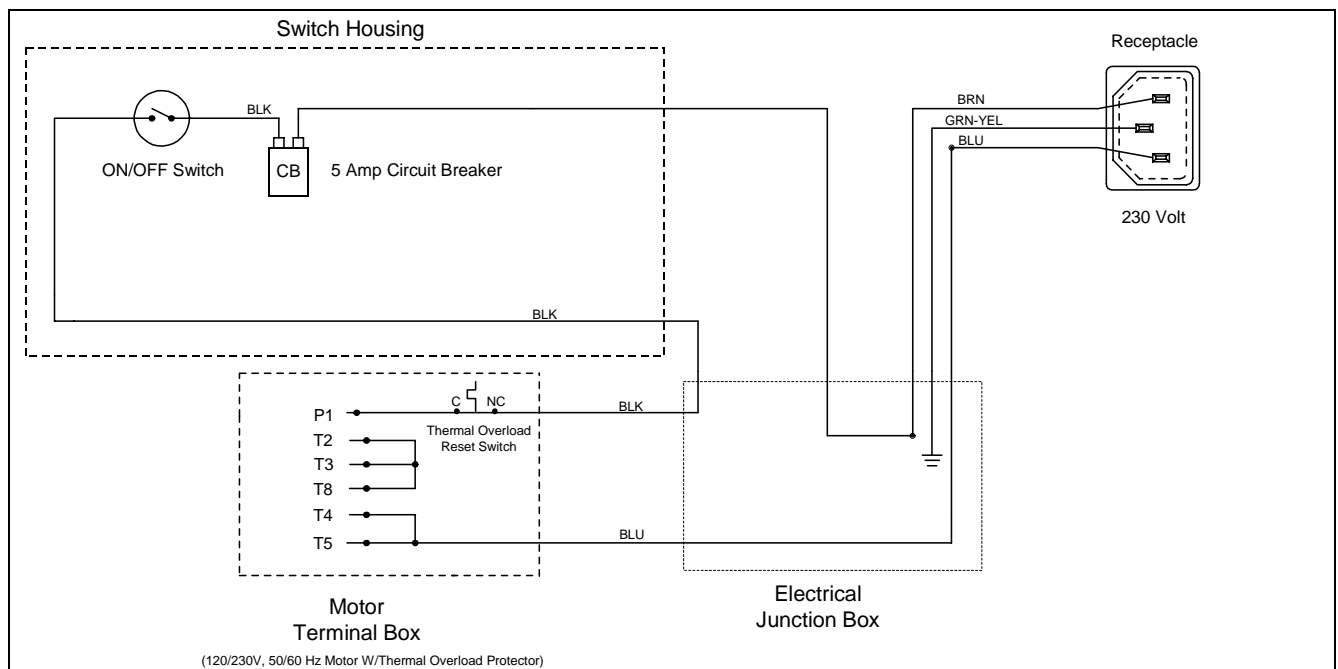 Switch Housing
Receptacle
BLK
BRN
GRN-YEL
BLU
ON/OFF Switch
CB
5 Amp Circuit Breaker
230 Volt
BLK
P1
C
NC
BLK
Thermal Overload
Reset Switch
T2
T3
T8
T4
T5
BLU
Electrical
Junction Box
Motor
Terminal Box
(120/230V, 50/60 Hz Motor W/Thermal Overload Protector)